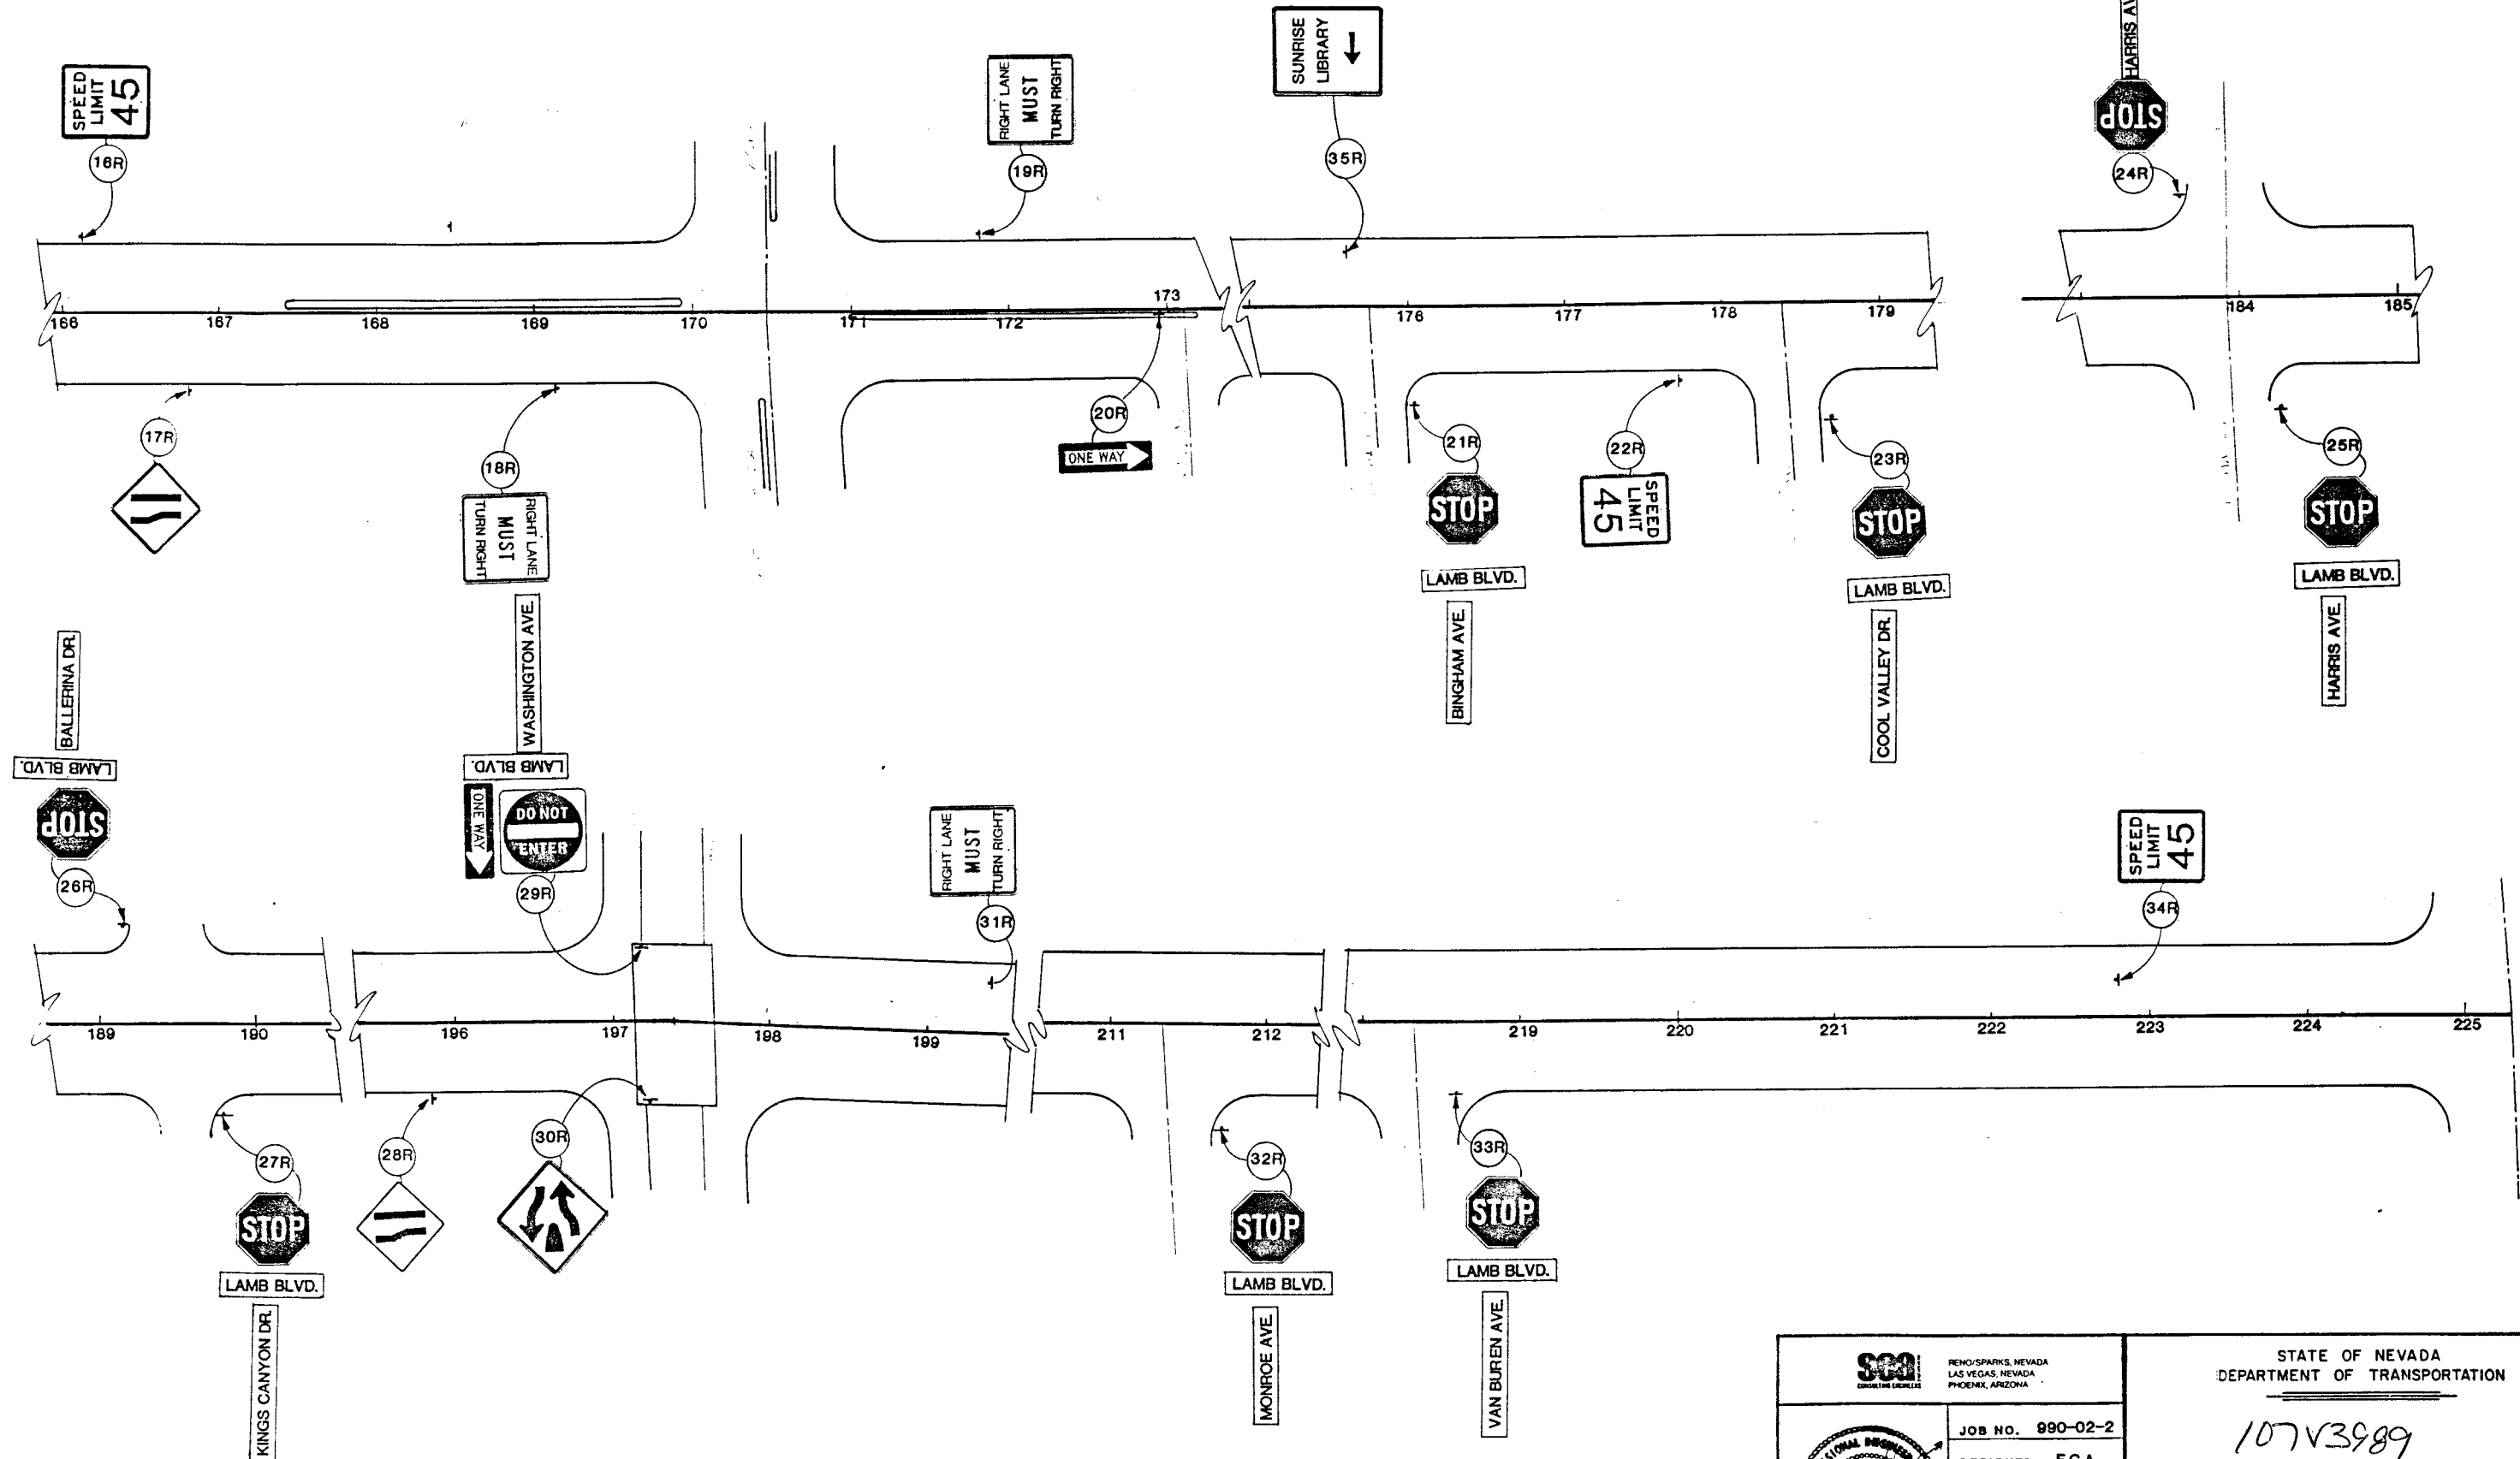 SPEED
LIMIT
45
16R
RIGHT LANE
MUST
TURN RIGHT
19R
SUNRISE
LIBRARY
35R
STOP
24R
166
167
168
169
170
171
172
173
176
177
178
179
184
185
17R
18R
RIGHT LANE
MUST
TURN RIGHT
20R
ONE WAY
21R
STOP
LAMB BLVD.
BINGHAM AVE.
22R
SPEED
LIMIT
45
23R
STOP
LAMB BLVD.
COOL VALLEY DR.
25R
STOP
LAMB BLVD.
HARRIS AVE.
BALLERINA DR.
LAMB BLVD.
STOP
26R
WASHINGTON AVE.
LAMB BLVD.
ONE WAY
DO NOT
ENTER
29R
RIGHT LANE
MUST
TURN RIGHT
31R
SPEED
LIMIT
45
34R
189
190
196
197
198
199
211
212
219
220
221
222
223
224
225
27R
STOP
LAMB BLVD.
KINGS CANYON DR.
28R
30R
32R
STOP
LAMB BLVD.
MONROE AVE.
33R
STOP
LAMB BLVD.
VAN BUREN AVE.
sca
CONSULTING ENGINEERS
RENO/SPARKS, NEVADA
LAS VEGAS, NEVADA
PHOENIX, ARIZONA
JOB NO. 990-02-2
STATE OF NEVADA
DEPARTMENT OF TRANSPORTATION
107V3989